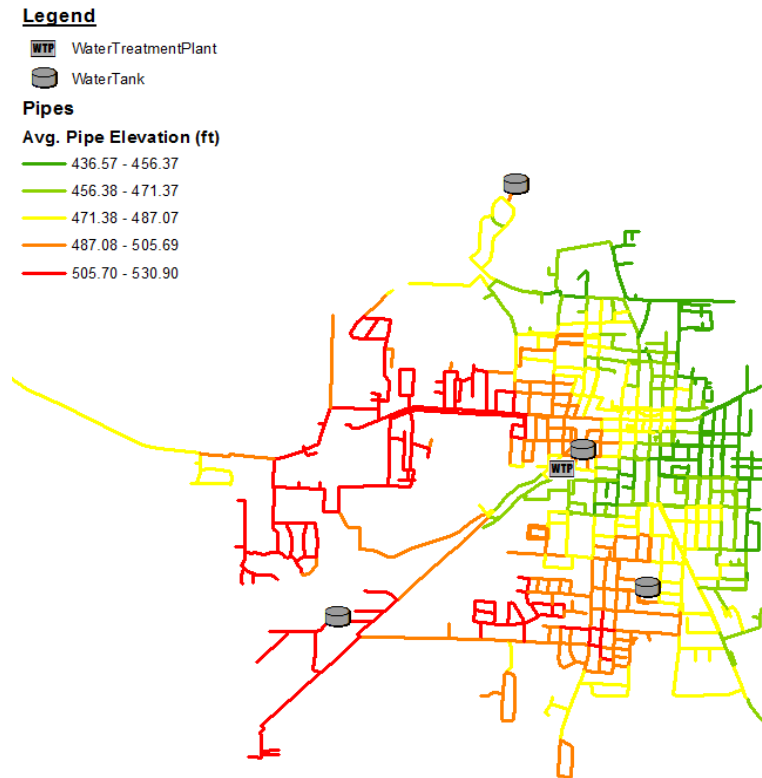 Legend
WTP WaterTreatmentPlant
WaterTank
Pipes
Avg. Pipe Elevation (ft)
436.57 - 456.37
456.38 - 471.37
471.38 - 487.07
487.08 - 505.69
505.70 - 530.90
WTP